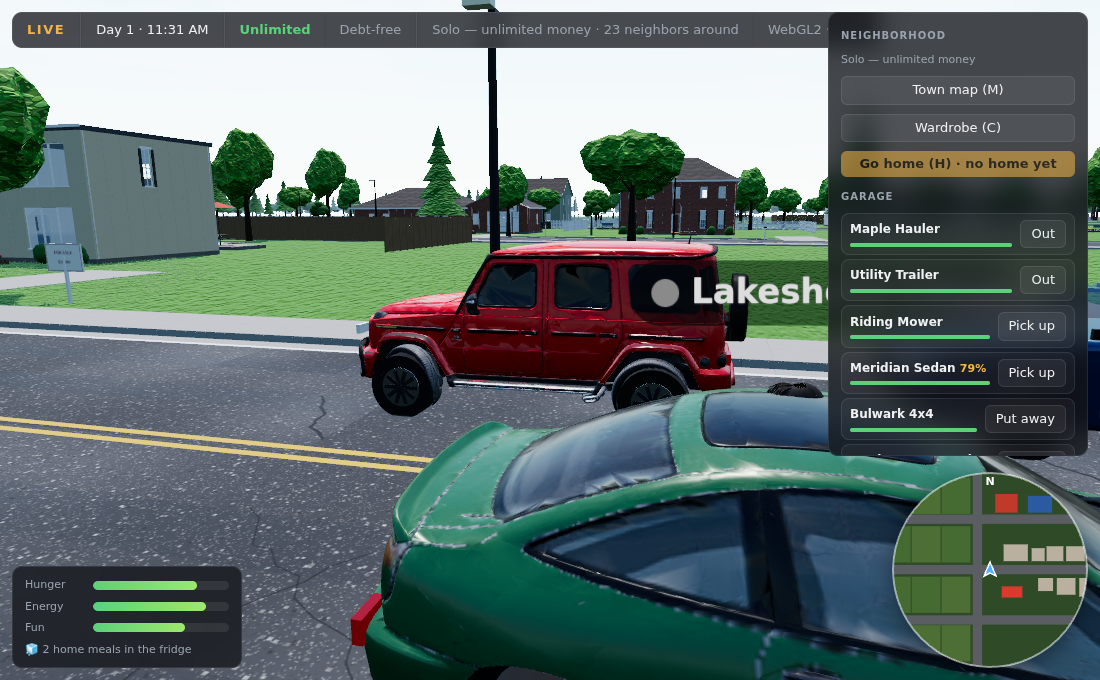 LIVE
Day 1 · 11:31 AM
Unlimited
Debt-free
Solo — unlimited money · 23 neighbors around
WebGL2
NEIGHBORHOOD
Solo — unlimited money
Town map (M)
Wardrobe (C)
Go home (H) · no home yet
GARAGE
Maple Hauler
Out
Utility Trailer
Out
Riding Mower
Pick up
Meridian Sedan 79%
Pick up
Bulwark 4x4
Put away
Lakesh
N
Hunger
Energy
Fun
2 home meals in the fridge